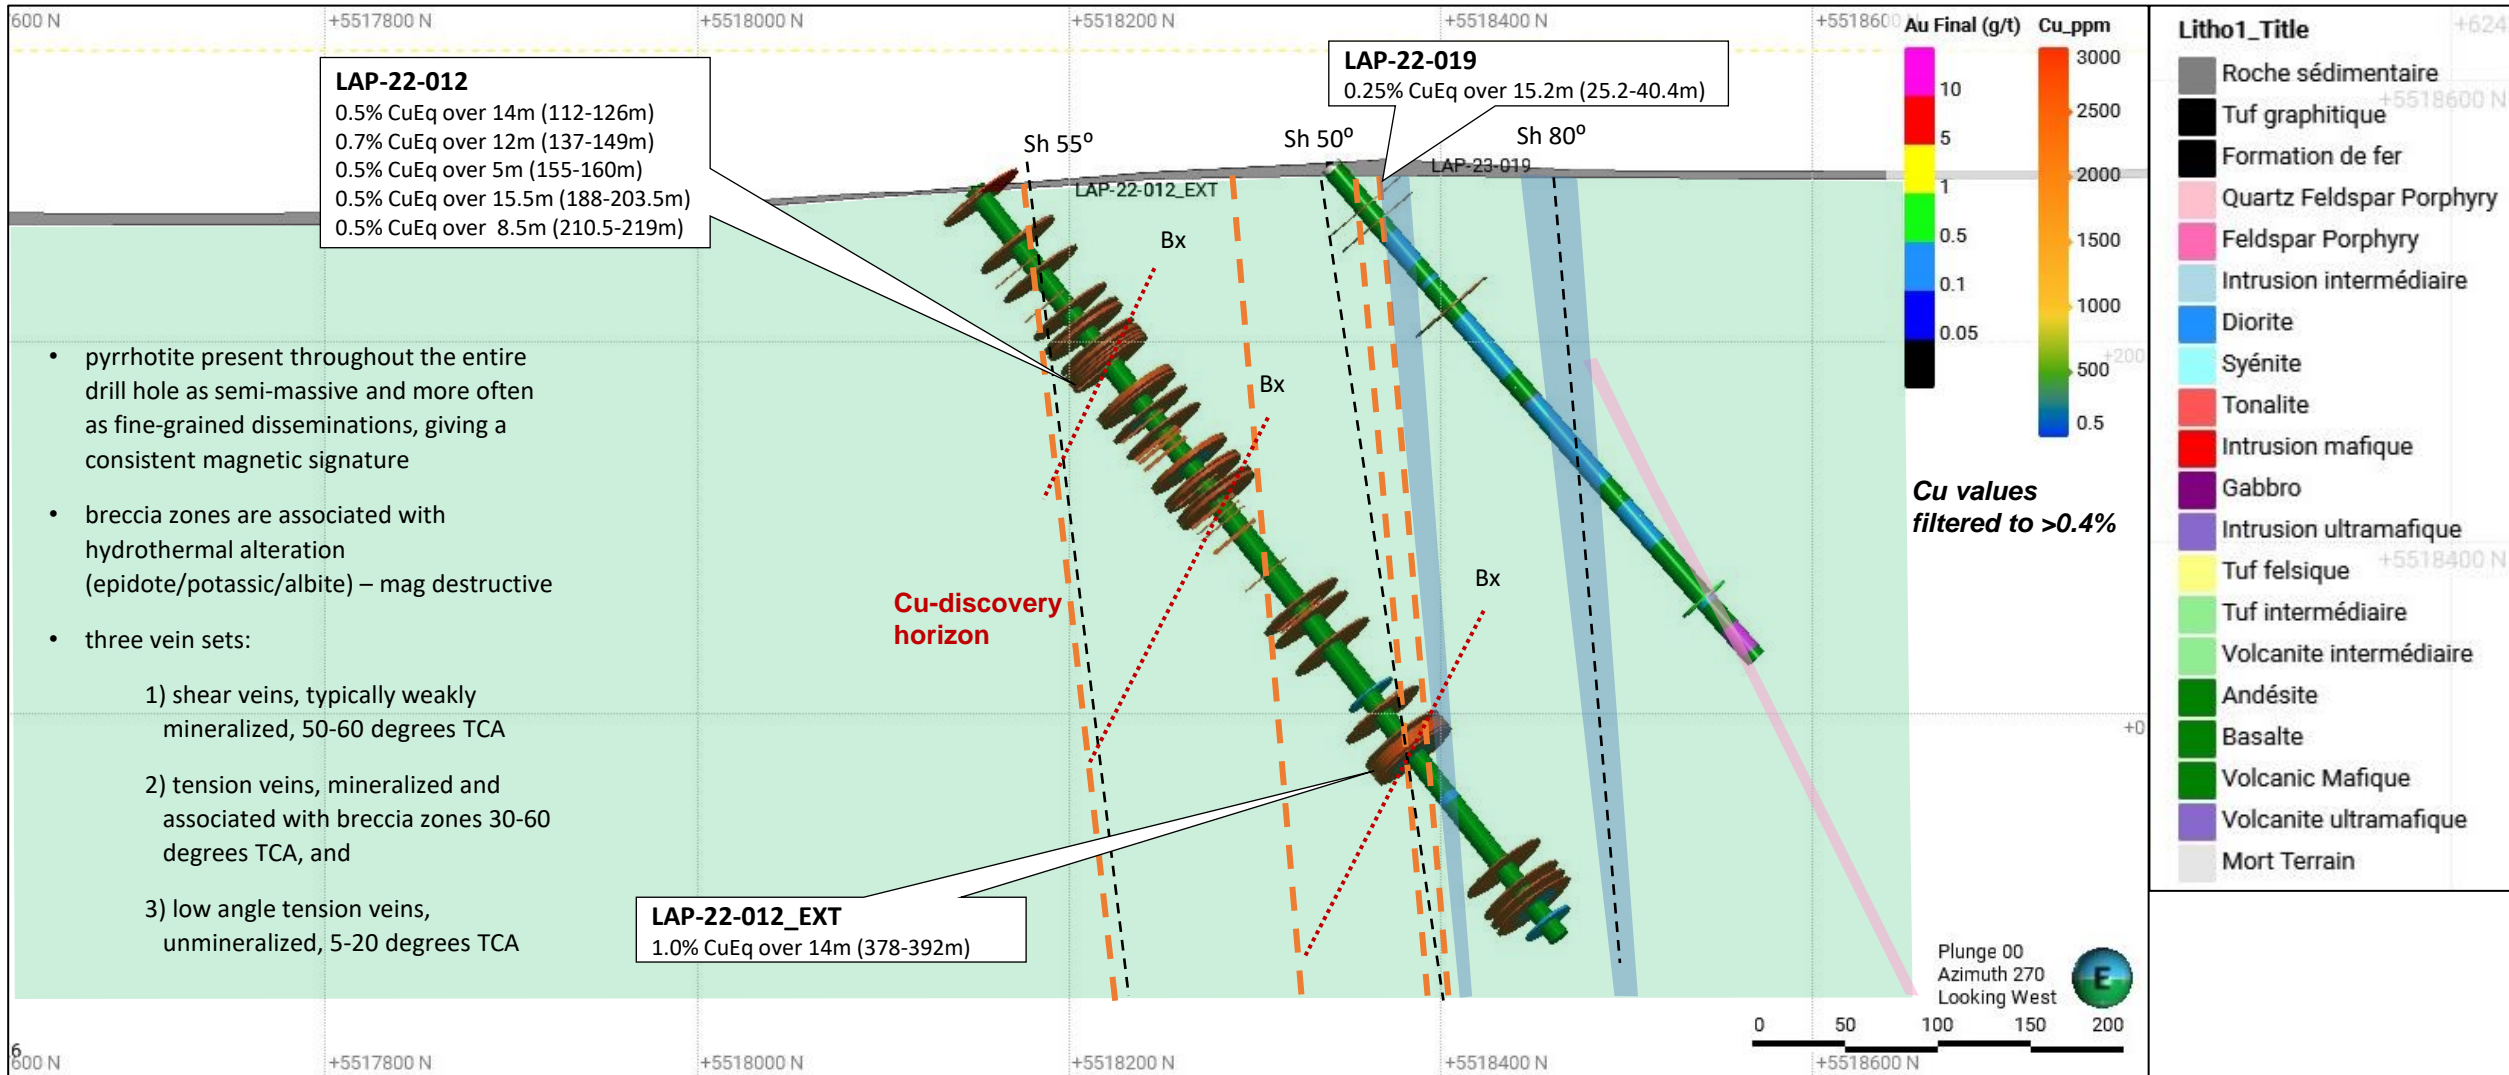 600 N
+5517800 N
+5518000 N
+5518200 N
+5518400 N
+5518600
Au Final (g/t)
Cu_ppm
10
5
1
0.5
0.1
0.05
3000
2500
2000
1500
1000
500
0.5
Litho1_Title
+624
Roche sédimentaire
+5518600 N
Tuf graphitique
Formation de fer
Quartz Feldspar Porphyry
Feldspar Porphyry
Intrusion intermédiaire
Diorite
Syénite
Tonalite
Intrusion mafique
Gabbro
Intrusion ultramafique
+5518400 N
Tuf felsique
Tuf intermédiaire
Volcanite intermédiaire
Andésite
Basalte
Volcanic Mafique
Volcanite ultramafique
Mort Terrain
LAP-22-012
0.5% CuEq over 14m (112-126m)
0.7% CuEq over 12m (137-149m)
0.5% CuEq over 5m (155-160m)
0.5% CuEq over 15.5m (188-203.5m)
0.5% CuEq over 8.5m (210.5-219m)
LAP-22-019
0.25% CuEq over 15.2m (25.2-40.4m)
Sh 55º
Sh 50º
Sh 80º
LAP-22-012_EXT
LAP-23-019
Bx
Bx
Bx
+200
+0
• pyrrhotite present throughout the entire
drill hole as semi-massive and more often
as fine-grained disseminations, giving a
consistent magnetic signature
• breccia zones are associated with
hydrothermal alteration
(epidote/potassic/albite) – mag destructive
• three vein sets:
1) shear veins, typically weakly
mineralized, 50-60 degrees TCA
2) tension veins, mineralized and
associated with breccia zones 30-60
degrees TCA, and
3) low angle tension veins,
unmineralized, 5-20 degrees TCA
Cu-discovery
horizon
Cu values
filtered to >0.4%
LAP-22-012_EXT
1.0% CuEq over 14m (378-392m)
Plunge 00
Azimuth 270
Looking West
E
0 50 100 150 200
6
600 N
+5517800 N
+5518000 N
+5518200 N
+5518400 N
+5518600 N